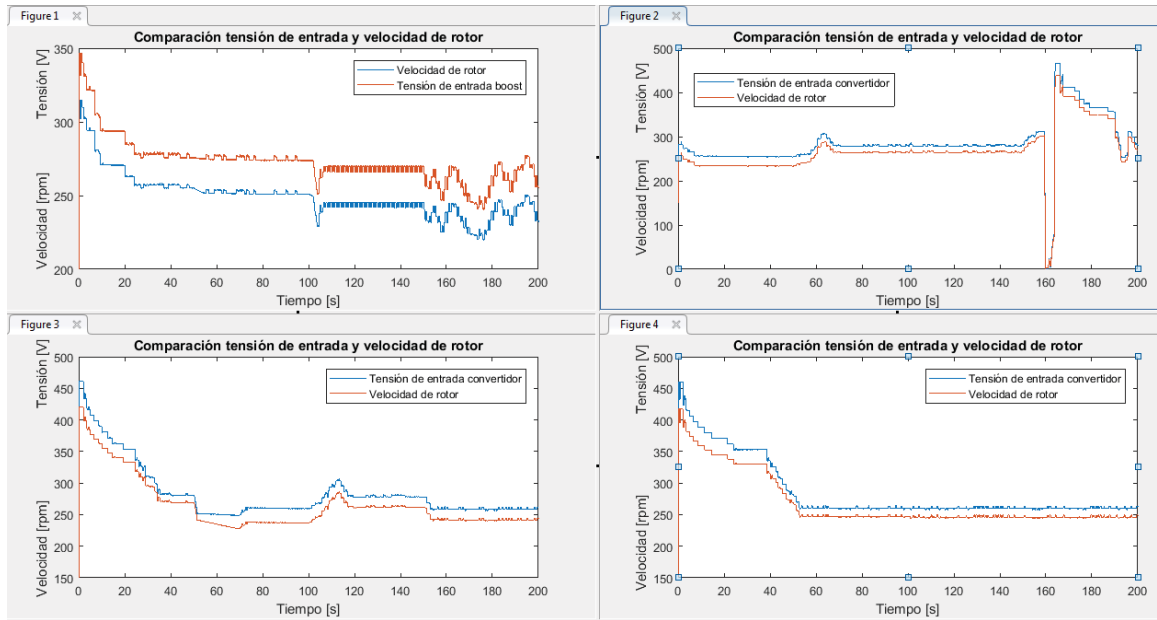 Figure 1
Comparación tensión de entrada y velocidad de rotor
Tensión [V]
Velocidad [rpm]
350
300
250
200
Velocidad de rotor
Tensión de entrada boost
0 20 40 60 80 100 120 140 160 180 200
Tiempo [s]
Figure 2
Comparación tensión de entrada y velocidad de rotor
Tensión [V]
Velocidad [rpm]
500
400
300
200
100
0
Tensión de entrada convertidor
Velocidad de rotor
0 20 40 60 80 100 120 140 160 180 200
Tiempo [s]
Figure 3
Comparación tensión de entrada y velocidad de rotor
Tensión [V]
Velocidad [rpm]
500
450
400
350
300
250
200
150
Tensión de entrada convertidor
Velocidad de rotor
0 20 40 60 80 100 120 140 160 180 200
Tiempo [s]
Figure 4
Comparación tensión de entrada y velocidad de rotor
Tensión [V]
Velocidad [rpm]
500
450
400
350
300
250
200
150
Tensión de entrada convertidor
Velocidad de rotor
0 20 40 60 80 100 120 140 160 180 200
Tiempo [s]